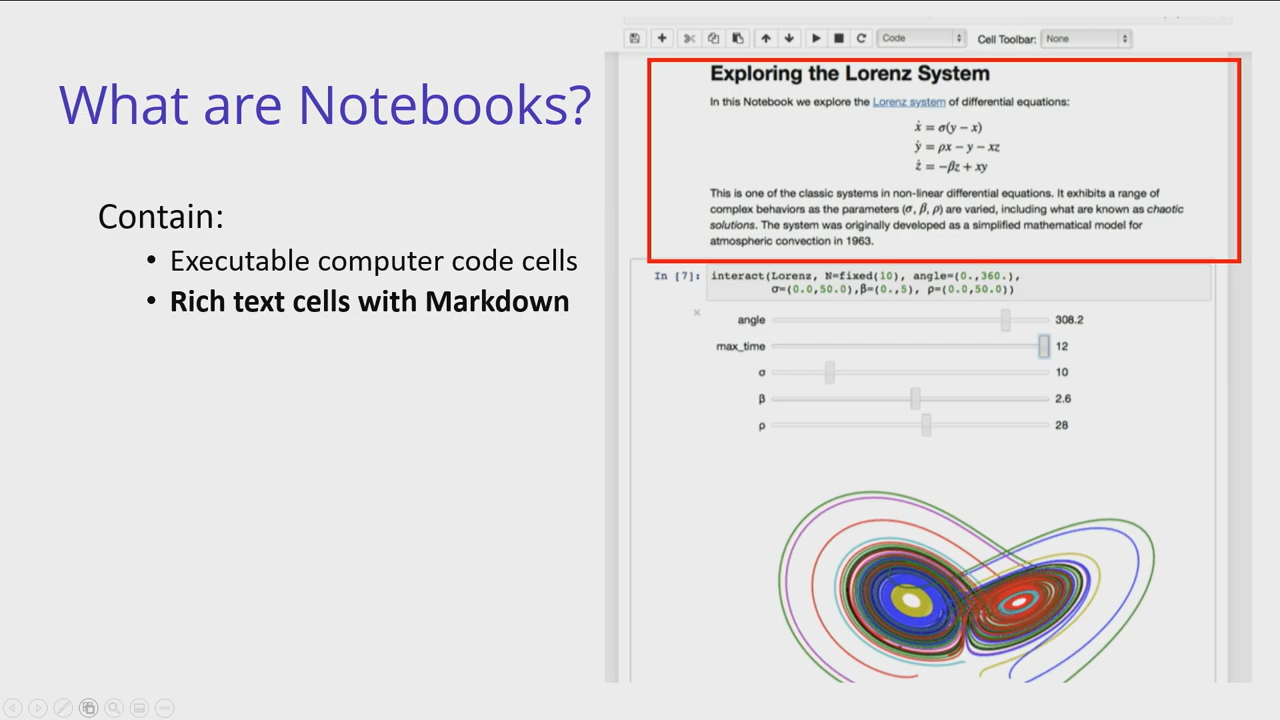 What are Notebooks?
Contain:
• Executable computer code cells
• Rich text cells with Markdown
Code
Cell Toolbar: None
Exploring the Lorenz System
In this Notebook we explore the Lorenz system of differential equations:
ẋ = σ(y − x)
ẏ = ρx − y − xz
ż = −βz + xy
This is one of the classic systems in non-linear differential equations. It exhibits a range of
complex behaviors as the parameters (σ, β, ρ) are varied, including what are known as chaotic
solutions. The system was originally developed as a simplified mathematical model for
atmospheric convection in 1963.
In [7]: interact(Lorenz, N=fixed(10), angle=(0.,360.),
σ=(0.0,50.0),β=(0.,5), ρ=(0.0,50.0))
×
angle 308.2
max_time 12
σ 10
β 2.6
ρ 28